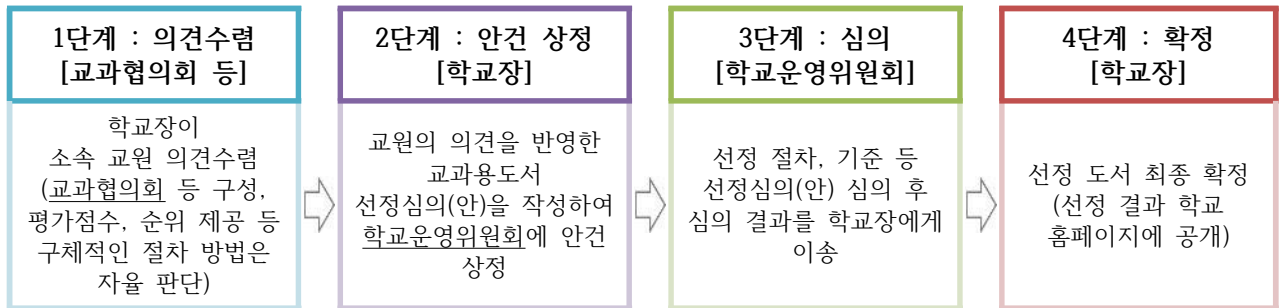 1단계 : 의견수렴
[교과협의회 등]
학교장이
소속 교원 의견수렴
(교과협의회 등 구성,
평가점수, 순위 제공 등
구체적인 절차 방법은
자율 판단)
2단계 : 안건 상정
[학교장]
교원의 의견을 반영한
교과용도서
선정심의(안)을 작성하여
학교운영위원회에 안건
상정
3단계 : 심의
[학교운영위원회]
선정 절차, 기준 등
선정심의(안) 심의 후
심의 결과를 학교장에게
이송
4단계 : 확정
[학교장]
선정 도서 최종 확정
(선정 결과 학교
홈페이지에 공개)